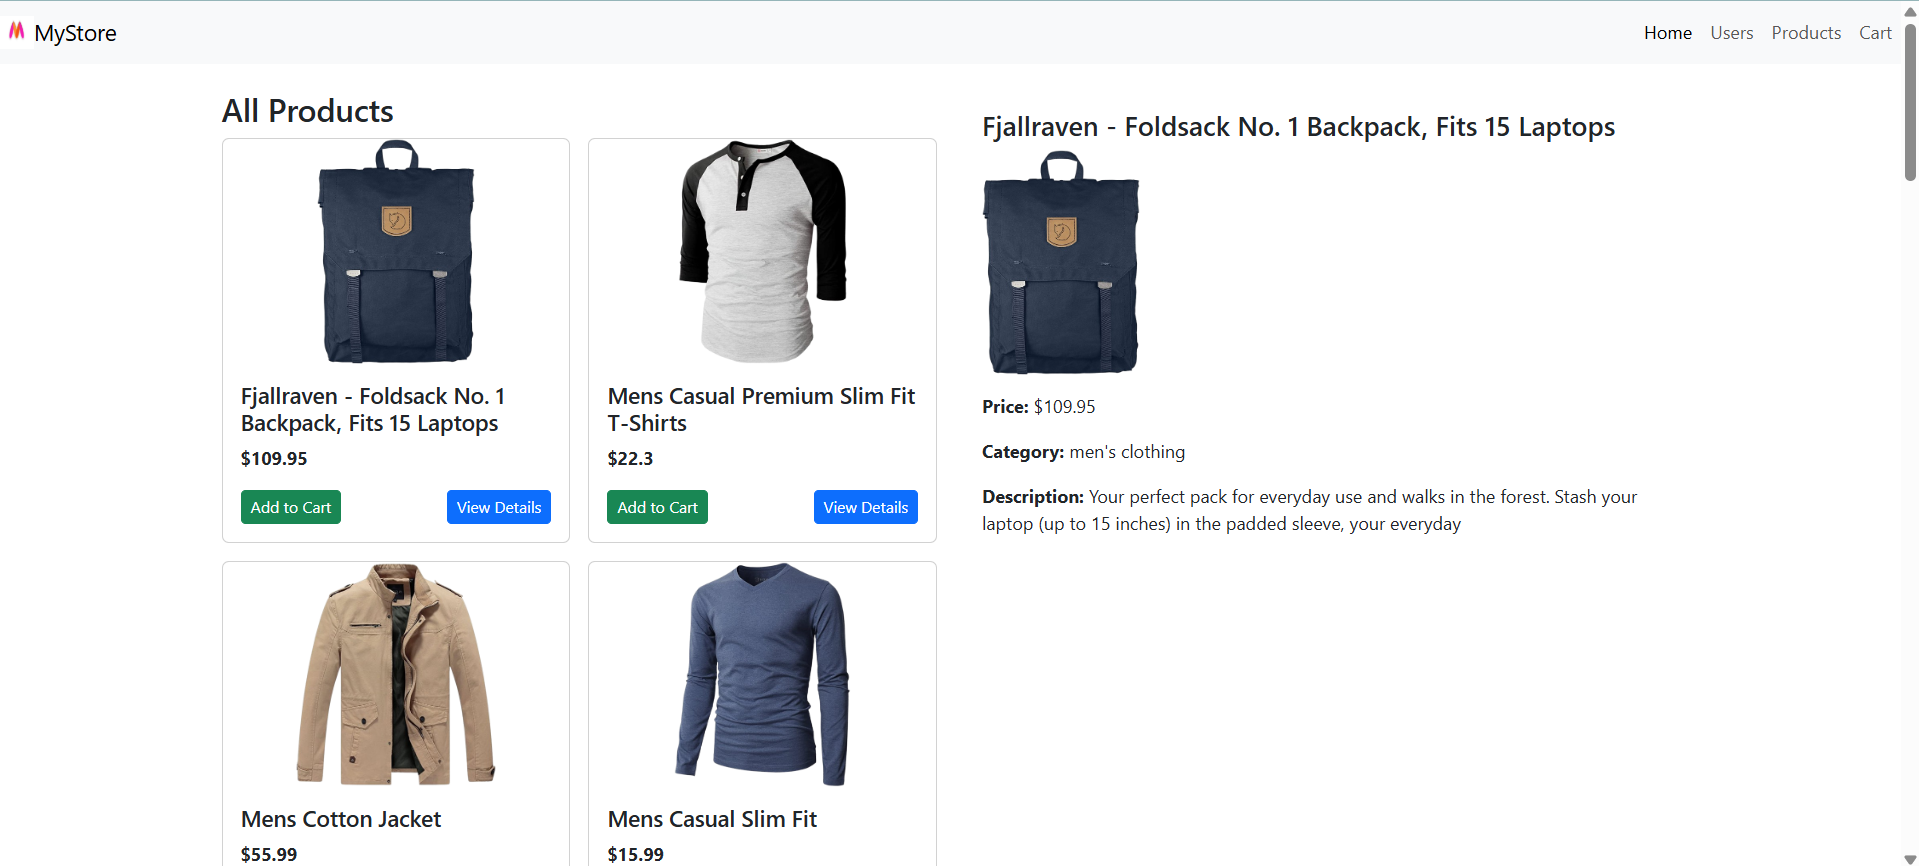 MyStore
Home Users Products Cart
All Products
Fjallraven - Foldsack No. 1
Backpack, Fits 15 Laptops
$109.95
Add to Cart View Details
Mens Casual Premium Slim Fit
T-Shirts
$22.3
Add to Cart View Details
Mens Cotton Jacket
$55.99
Mens Casual Slim Fit
$15.99
Fjallraven - Foldsack No. 1 Backpack, Fits 15 Laptops
Price: $109.95
Category: men's clothing
Description: Your perfect pack for everyday use and walks in the forest. Stash your
laptop (up to 15 inches) in the padded sleeve, your everyday